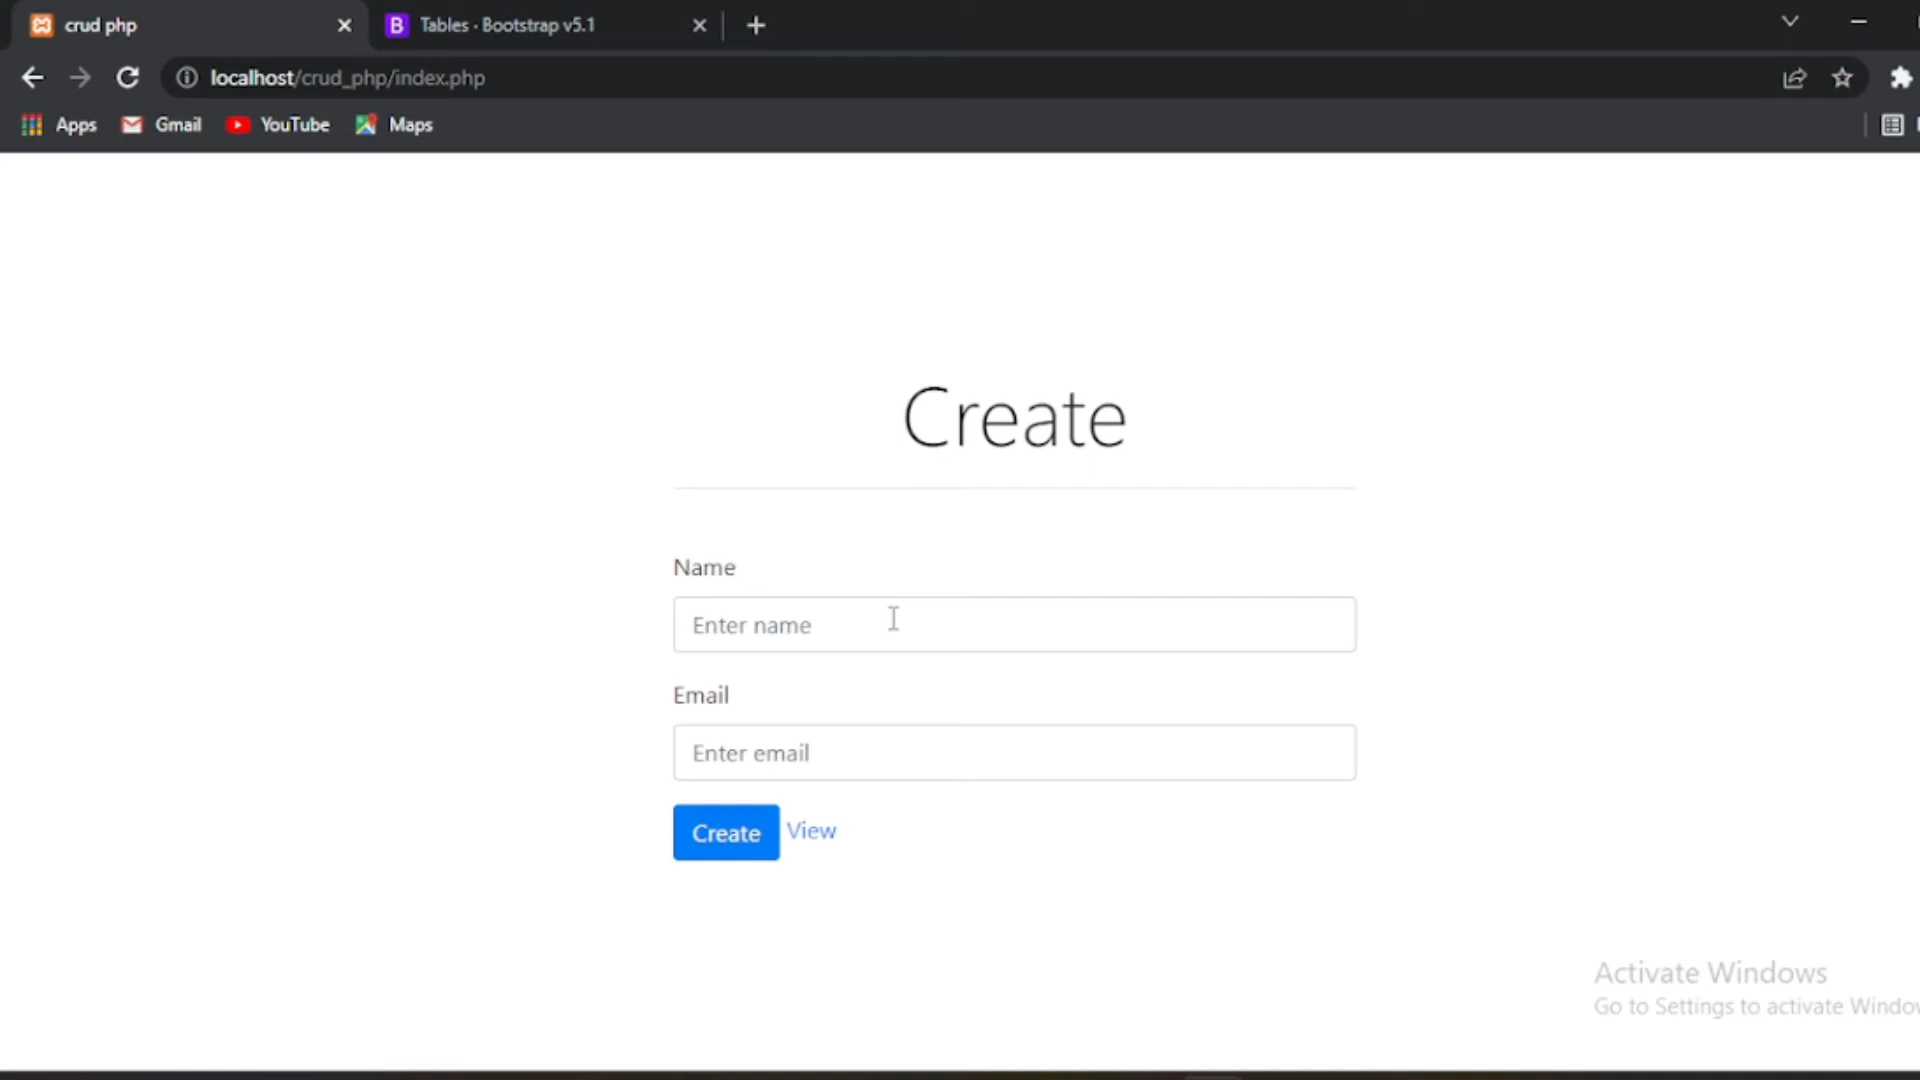 crud php
Tables · Bootstrap v5.1
localhost/crud_php/index.php
Apps
Gmail
YouTube
Maps
Create
Name
Enter name
Email
Enter email
Create View
Activate Windows
Go to Settings to activate Window